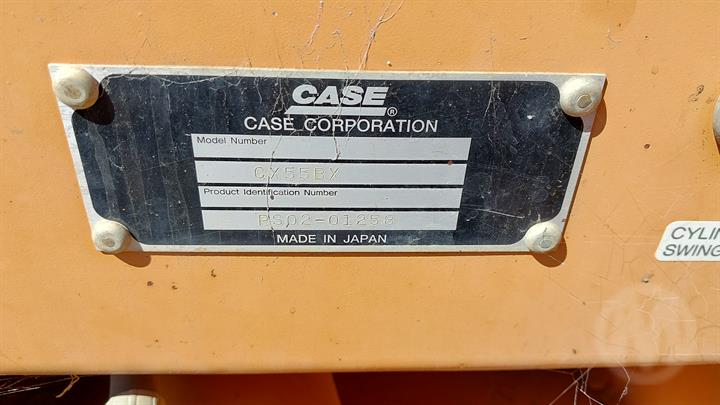 CASE®
CASE CORPORATION
Model Number
CX55BX
Product Identification Number
PS02-01258
MADE IN JAPAN
CYLIN
SWING